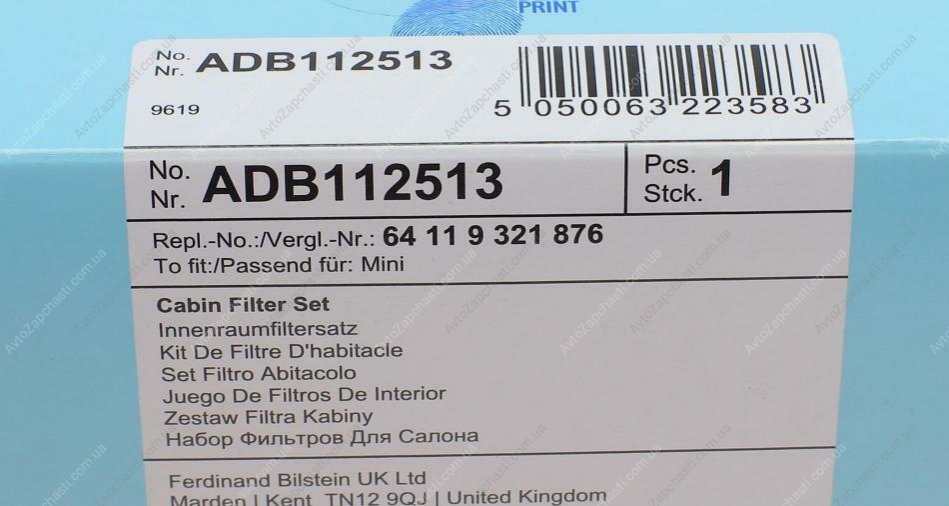 PRINT
No.
Nr. ADB112513
9619
5 050063 223583
No.
Nr. ADB112513
Pcs.
Stck. 1
Repl.-No.:/Vergl.-Nr.: 64 11 9 321 876
To fit:/Passend für: Mini
Cabin Filter Set
Innenraumfiltersatz
Kit De Filtre D'habitacle
Set Filtro Abitacolo
Juego De Filtros De Interior
Zestaw Filtra Kabiny
Набор Фильтров Для Салона
Ferdinand Bilstein UK Ltd
Marden | Kent TN12 9QJ | United Kingdom
AvtoZapchasti.com.ua